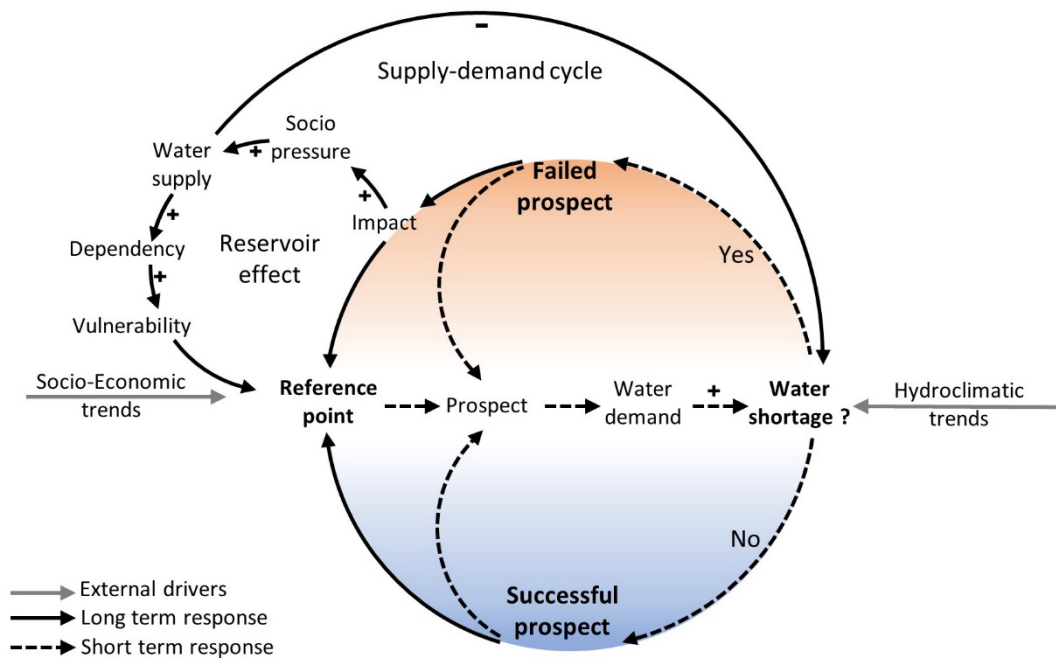 -
Supply-demand cycle
Socio
pressure
+
Water
supply
+
Impact
+
Dependency
+
Vulnerability
Reservoir
effect
Failed
prospect
Yes
Socio-Economic
trends
Reference
point
Prospect
Water
demand
+
Water
shortage ?
Hydroclimatic
trends
No
Successful
prospect
External drivers
Long term response
Short term response